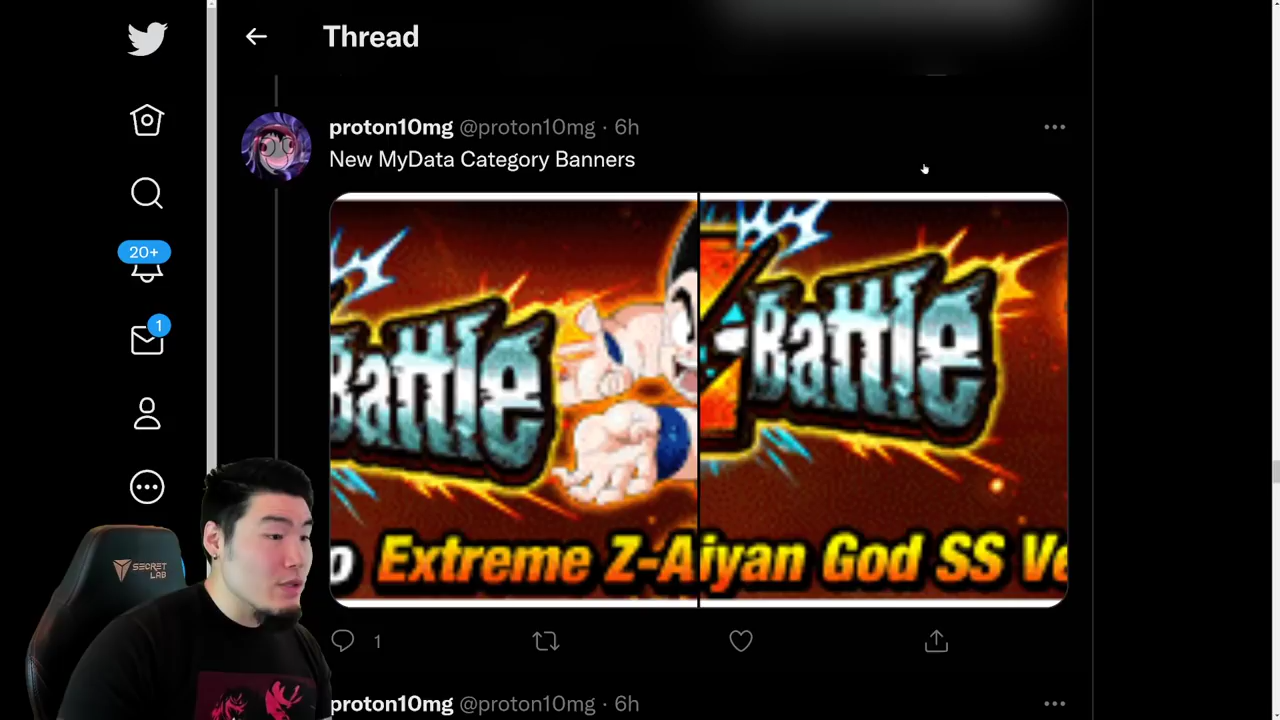 Thread
proton10mg @proton10mg · 6h
New MyData Category Banners
20+
1
Battle
-Battle
o Extreme Z-A
iyan God SS Ve
SECRET
LAB
1
proton10mg @proton10mg · 6h